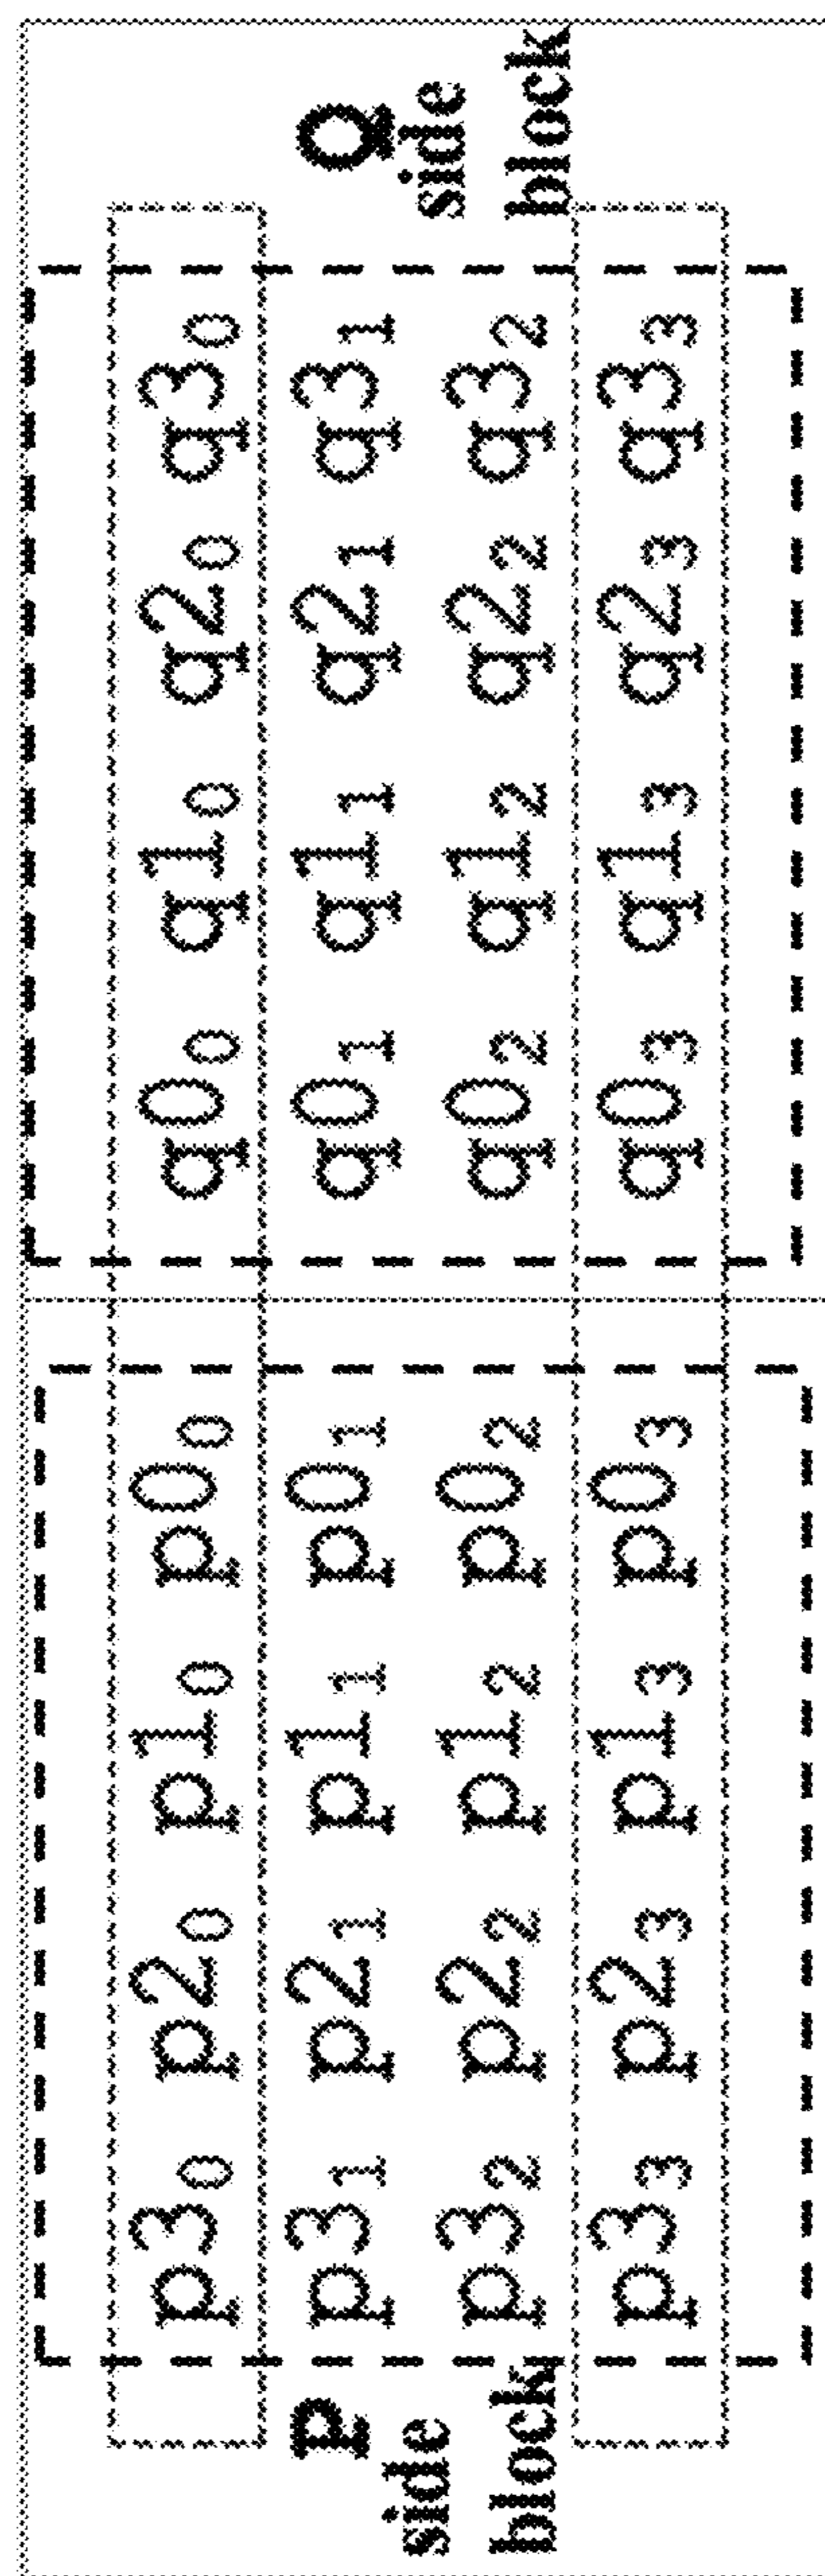 p3₀ p2₀ p1₀ p0₀ q0₀ q1₀ q2₀ q3₀
p3₁ p2₁ p1₁ p0₁ q0₁ q1₁ q2₁ q3₁
p3₂ p2₂ p1₂ p0₂ q0₂ q1₂ q2₂ q3₂
p3₃ p2₃ p1₃ p0₃ q0₃ q1₃ q2₃ q3₃
P
side
block
Q
side
block